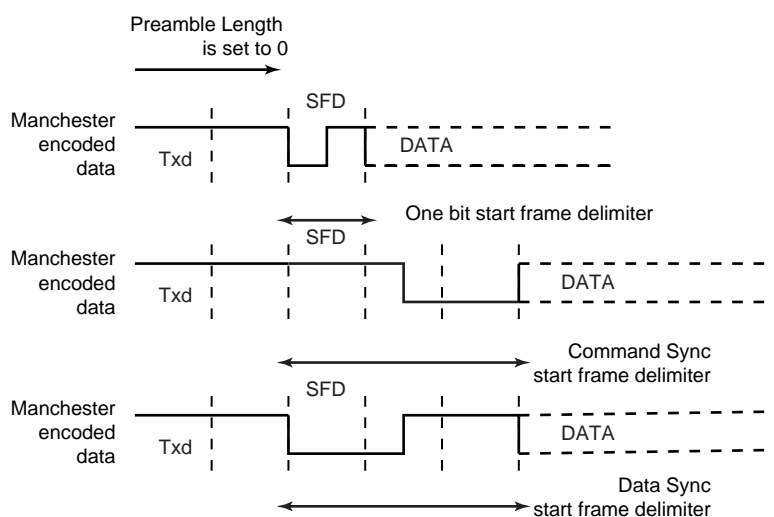 Preamble Length
is set to 0
SFD
Manchester
encoded
data
Txd
DATA
One bit start frame delimiter
SFD
Manchester
encoded
data
Txd
DATA
Command Sync
start frame delimiter
SFD
Manchester
encoded
data
Txd
DATA
Data Sync
start frame delimiter